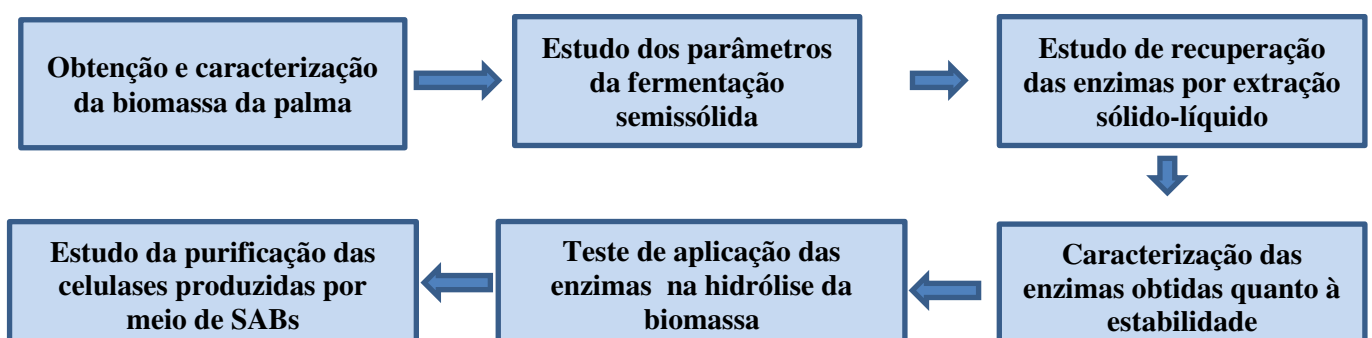 Obtenção e caracterização
da biomassa da palma
Estudo dos parâmetros
da fermentação
semissólida
Estudo de recuperação
das enzimas por extração
sólido-líquido
Caracterização das
enzimas obtidas quanto à
estabilidade
Teste de aplicação das
enzimas na hidrólise da
biomassa
Estudo da purificação das
celulases produzidas por
meio de SABs